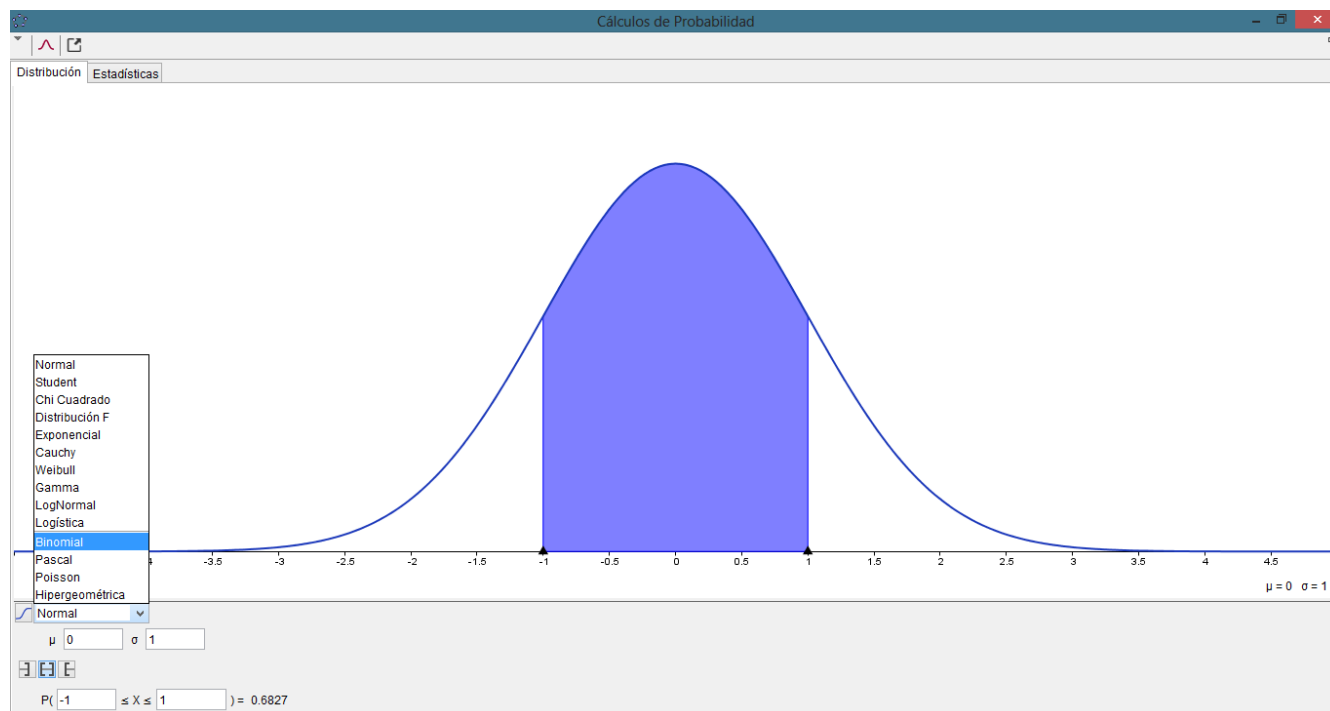 Cálculos de Probabilidad
Distribución Estadísticas
Normal
Student
Chi Cuadrado
Distribución F
Exponencial
Cauchy
Weibull
Gamma
LogNormal
Logística
Binomial
Pascal
Poisson
Hipergeométrica
4 -3.5 -3 -2.5 -2 -1.5 -1 -0.5 0 0.5 1 1.5 2 2.5 3 3.5 4 4.5
μ = 0 σ = 1
Normal
μ 0 σ 1
P( -1 ≤ X ≤ 1 ) = 0.6827